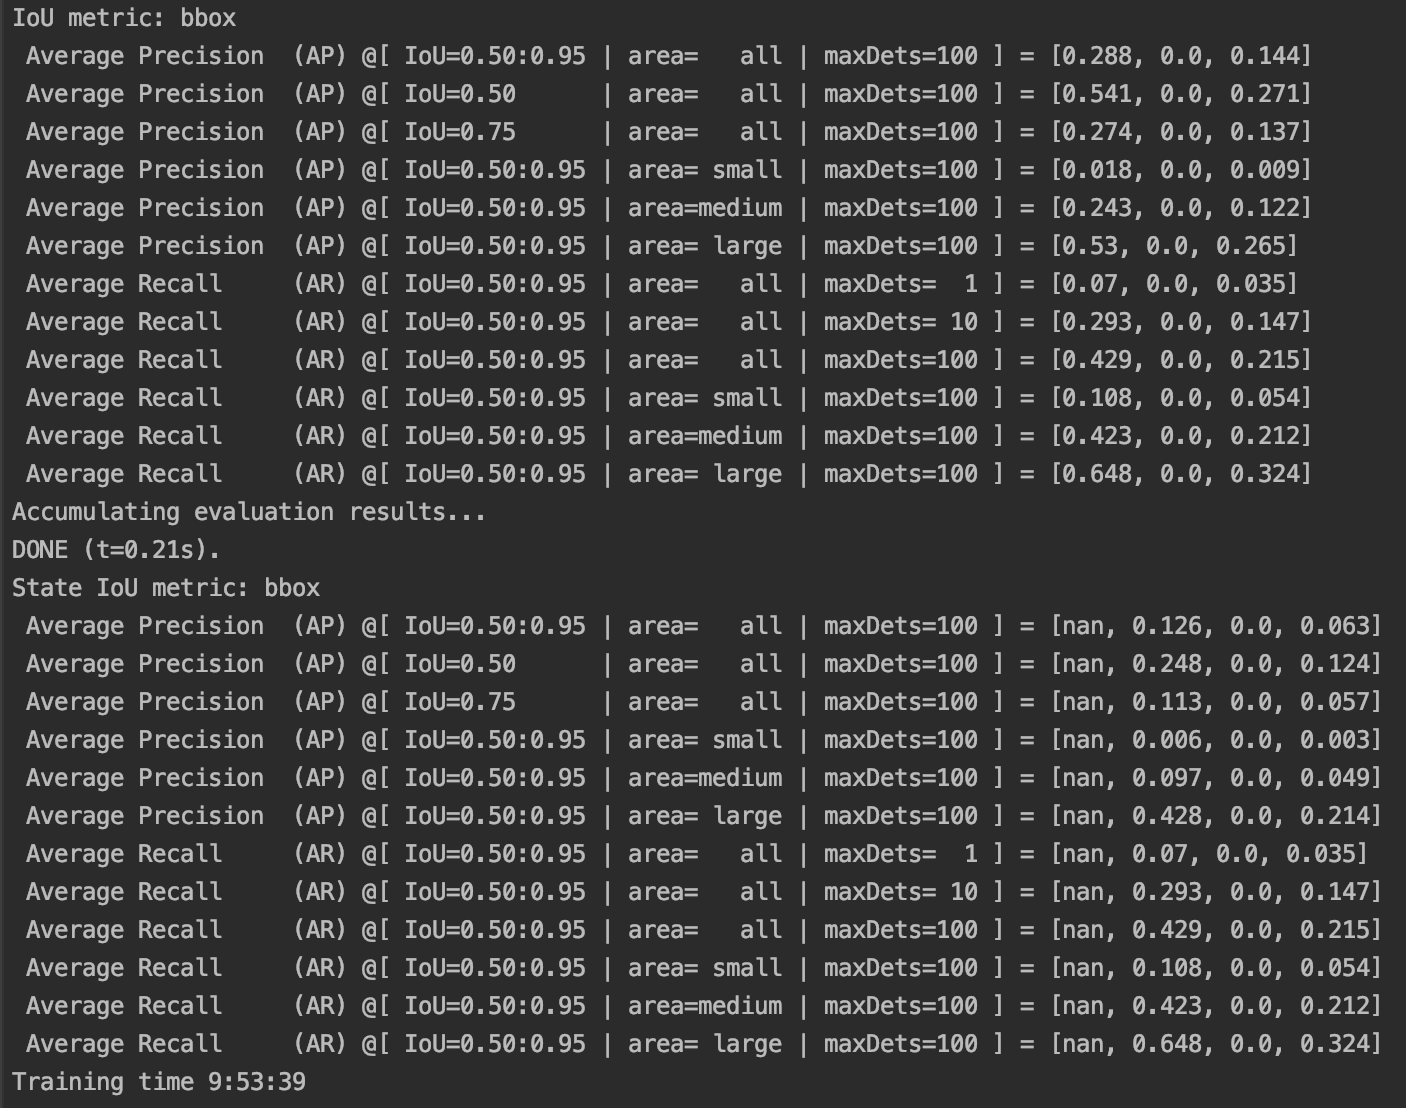 IoU metric: bbox
 Average Precision  (AP) @[ IoU=0.50:0.95 | area=   all | maxDets=100 ] = [0.288, 0.0, 0.144]
 Average Precision  (AP) @[ IoU=0.50      | area=   all | maxDets=100 ] = [0.541, 0.0, 0.271]
 Average Precision  (AP) @[ IoU=0.75      | area=   all | maxDets=100 ] = [0.274, 0.0, 0.137]
 Average Precision  (AP) @[ IoU=0.50:0.95 | area= small | maxDets=100 ] = [0.018, 0.0, 0.009]
 Average Precision  (AP) @[ IoU=0.50:0.95 | area=medium | maxDets=100 ] = [0.243, 0.0, 0.122]
 Average Precision  (AP) @[ IoU=0.50:0.95 | area= large | maxDets=100 ] = [0.53, 0.0, 0.265]
 Average Recall     (AR) @[ IoU=0.50:0.95 | area=   all | maxDets=  1 ] = [0.07, 0.0, 0.035]
 Average Recall     (AR) @[ IoU=0.50:0.95 | area=   all | maxDets= 10 ] = [0.293, 0.0, 0.147]
 Average Recall     (AR) @[ IoU=0.50:0.95 | area=   all | maxDets=100 ] = [0.429, 0.0, 0.215]
 Average Recall     (AR) @[ IoU=0.50:0.95 | area= small | maxDets=100 ] = [0.108, 0.0, 0.054]
 Average Recall     (AR) @[ IoU=0.50:0.95 | area=medium | maxDets=100 ] = [0.423, 0.0, 0.212]
 Average Recall     (AR) @[ IoU=0.50:0.95 | area= large | maxDets=100 ] = [0.648, 0.0, 0.324]
Accumulating evaluation results...
DONE (t=0.21s).
State IoU metric: bbox
 Average Precision  (AP) @[ IoU=0.50:0.95 | area=   all | maxDets=100 ] = [nan, 0.126, 0.0, 0.063]
 Average Precision  (AP) @[ IoU=0.50      | area=   all | maxDets=100 ] = [nan, 0.248, 0.0, 0.124]
 Average Precision  (AP) @[ IoU=0.75      | area=   all | maxDets=100 ] = [nan, 0.113, 0.0, 0.057]
 Average Precision  (AP) @[ IoU=0.50:0.95 | area= small | maxDets=100 ] = [nan, 0.006, 0.0, 0.003]
 Average Precision  (AP) @[ IoU=0.50:0.95 | area=medium | maxDets=100 ] = [nan, 0.097, 0.0, 0.049]
 Average Precision  (AP) @[ IoU=0.50:0.95 | area= large | maxDets=100 ] = [nan, 0.428, 0.0, 0.214]
 Average Recall     (AR) @[ IoU=0.50:0.95 | area=   all | maxDets=  1 ] = [nan, 0.07, 0.0, 0.035]
 Average Recall     (AR) @[ IoU=0.50:0.95 | area=   all | maxDets= 10 ] = [nan, 0.293, 0.0, 0.147]
 Average Recall     (AR) @[ IoU=0.50:0.95 | area=   all | maxDets=100 ] = [nan, 0.429, 0.0, 0.215]
 Average Recall     (AR) @[ IoU=0.50:0.95 | area= small | maxDets=100 ] = [nan, 0.108, 0.0, 0.054]
 Average Recall     (AR) @[ IoU=0.50:0.95 | area=medium | maxDets=100 ] = [nan, 0.423, 0.0, 0.212]
 Average Recall     (AR) @[ IoU=0.50:0.95 | area= large | maxDets=100 ] = [nan, 0.648, 0.0, 0.324]
Training time 9:53:39